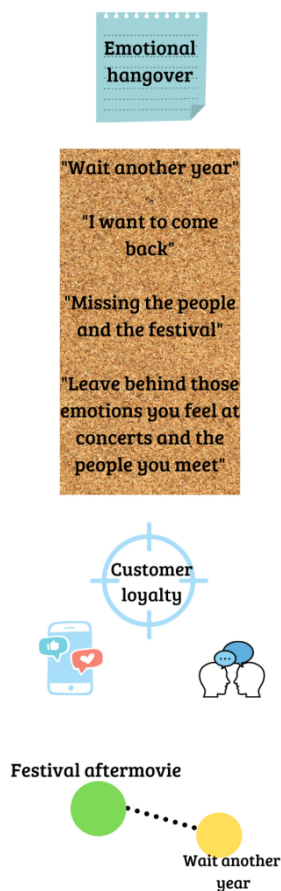 Emotional
hangover
"Wait another year"
"I want to come
back"
"Missing the people
and the festival"
"Leave behind those
emotions you feel at
concerts and the
people you meet"
Customer
loyalty
Festival aftermovie
Wait another
year